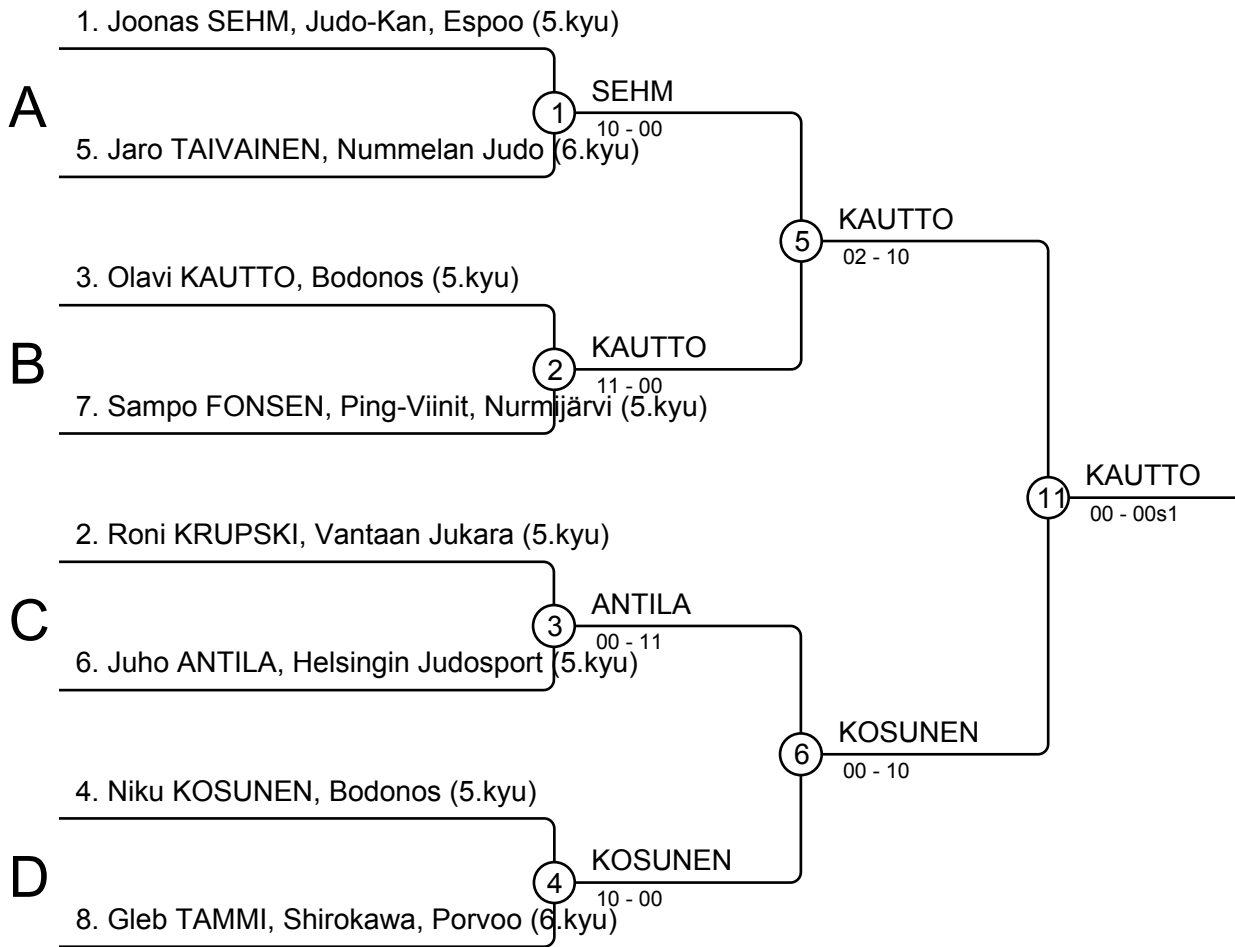 1. Joonas SEHM, Judo-Kan, Espoo (5.kyu)
A
1
SEHM
10 - 00
5. Jaro TAIVAINEN, Nummelan Judo (6.kyu)
5
KAUTTO
02 - 10
3. Olavi KAUTTO, Bodonos (5.kyu)
B
2
KAUTTO
11 - 00
7. Sampo FONSEN, Ping-Viinit, Nurmijärvi (5.kyu)
11
KAUTTO
00 - 00s1
2. Roni KRUPSKI, Vantaan Jukara (5.kyu)
C
3
ANTILA
00 - 11
6. Juho ANTILA, Helsingin Judosport (5.kyu)
6
KOSUNEN
00 - 10
4. Niku KOSUNEN, Bodonos (5.kyu)
D
4
KOSUNEN
10 - 00
8. Gleb TAMMI, Shirokawa, Porvoo (6.kyu)